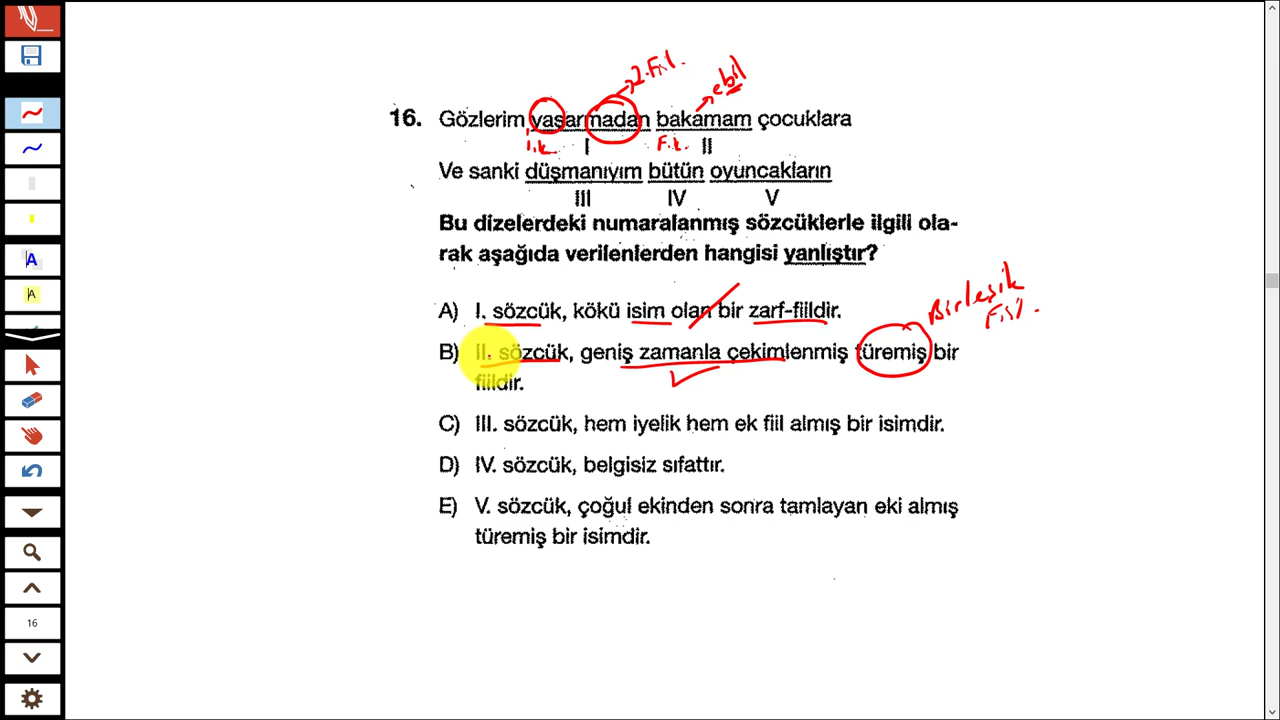 2.Fiil.
ebil
16. Gözlerim yaşarmadan bakamam çocuklara
i.k. I F.k. II
Ve sanki düşmanıyım bütün oyuncakların
III IV V
Bu dizelerdeki numaralanmış sözcüklerle ilgili ola-
rak aşağıda verilenlerden hangisi yanlıştır?
A) I. sözcük, kökü isim olan bir zarf-fiildir.
Birleşik
Fiil.
B) II. sözcük, geniş zamanla çekimlenmiş türemiş bir
fiildir.
C) III. sözcük, hem iyelik hem ek fiil almış bir isimdir.
D) IV. sözcük, belgisiz sıfattır.
E) V. sözcük, çoğul ekinden sonra tamlayan eki almış
türemiş bir isimdir.
A
A
16